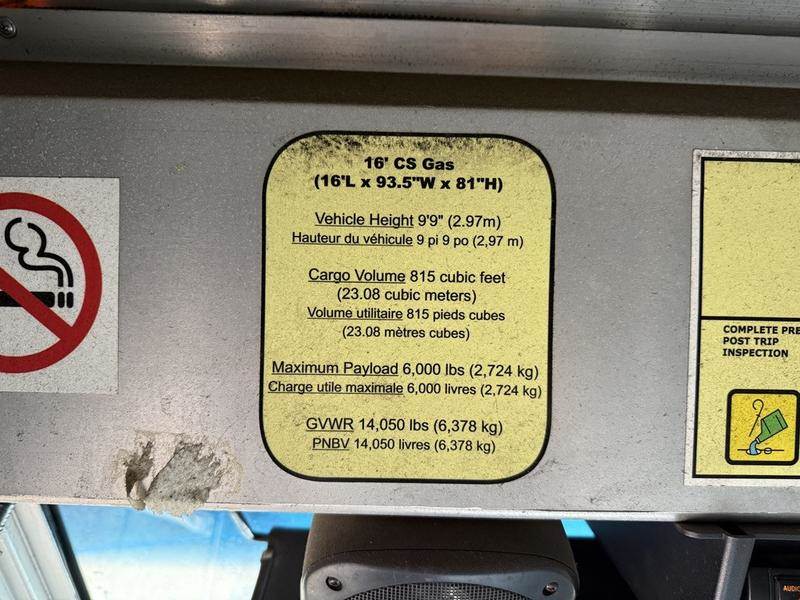 16' CS Gas
(16'L x 93.5"W x 81"H)
Vehicle Height 9'9" (2.97m)
Hauteur du véhicule 9 pi 9 po (2,97 m)
Cargo Volume 815 cubic feet
(23.08 cubic meters)
Volume utilitaire 815 pieds cubes
(23.08 mètres cubes)
Maximum Payload 6,000 lbs (2,724 kg)
Charge utile maximale 6,000 livres (2,724 kg)
GVWR 14,050 lbs (6,378 kg)
PNBV 14,050 livres (6,378 kg)
COMPLETE PRE
POST TRIP
INSPECTION
AUDIO